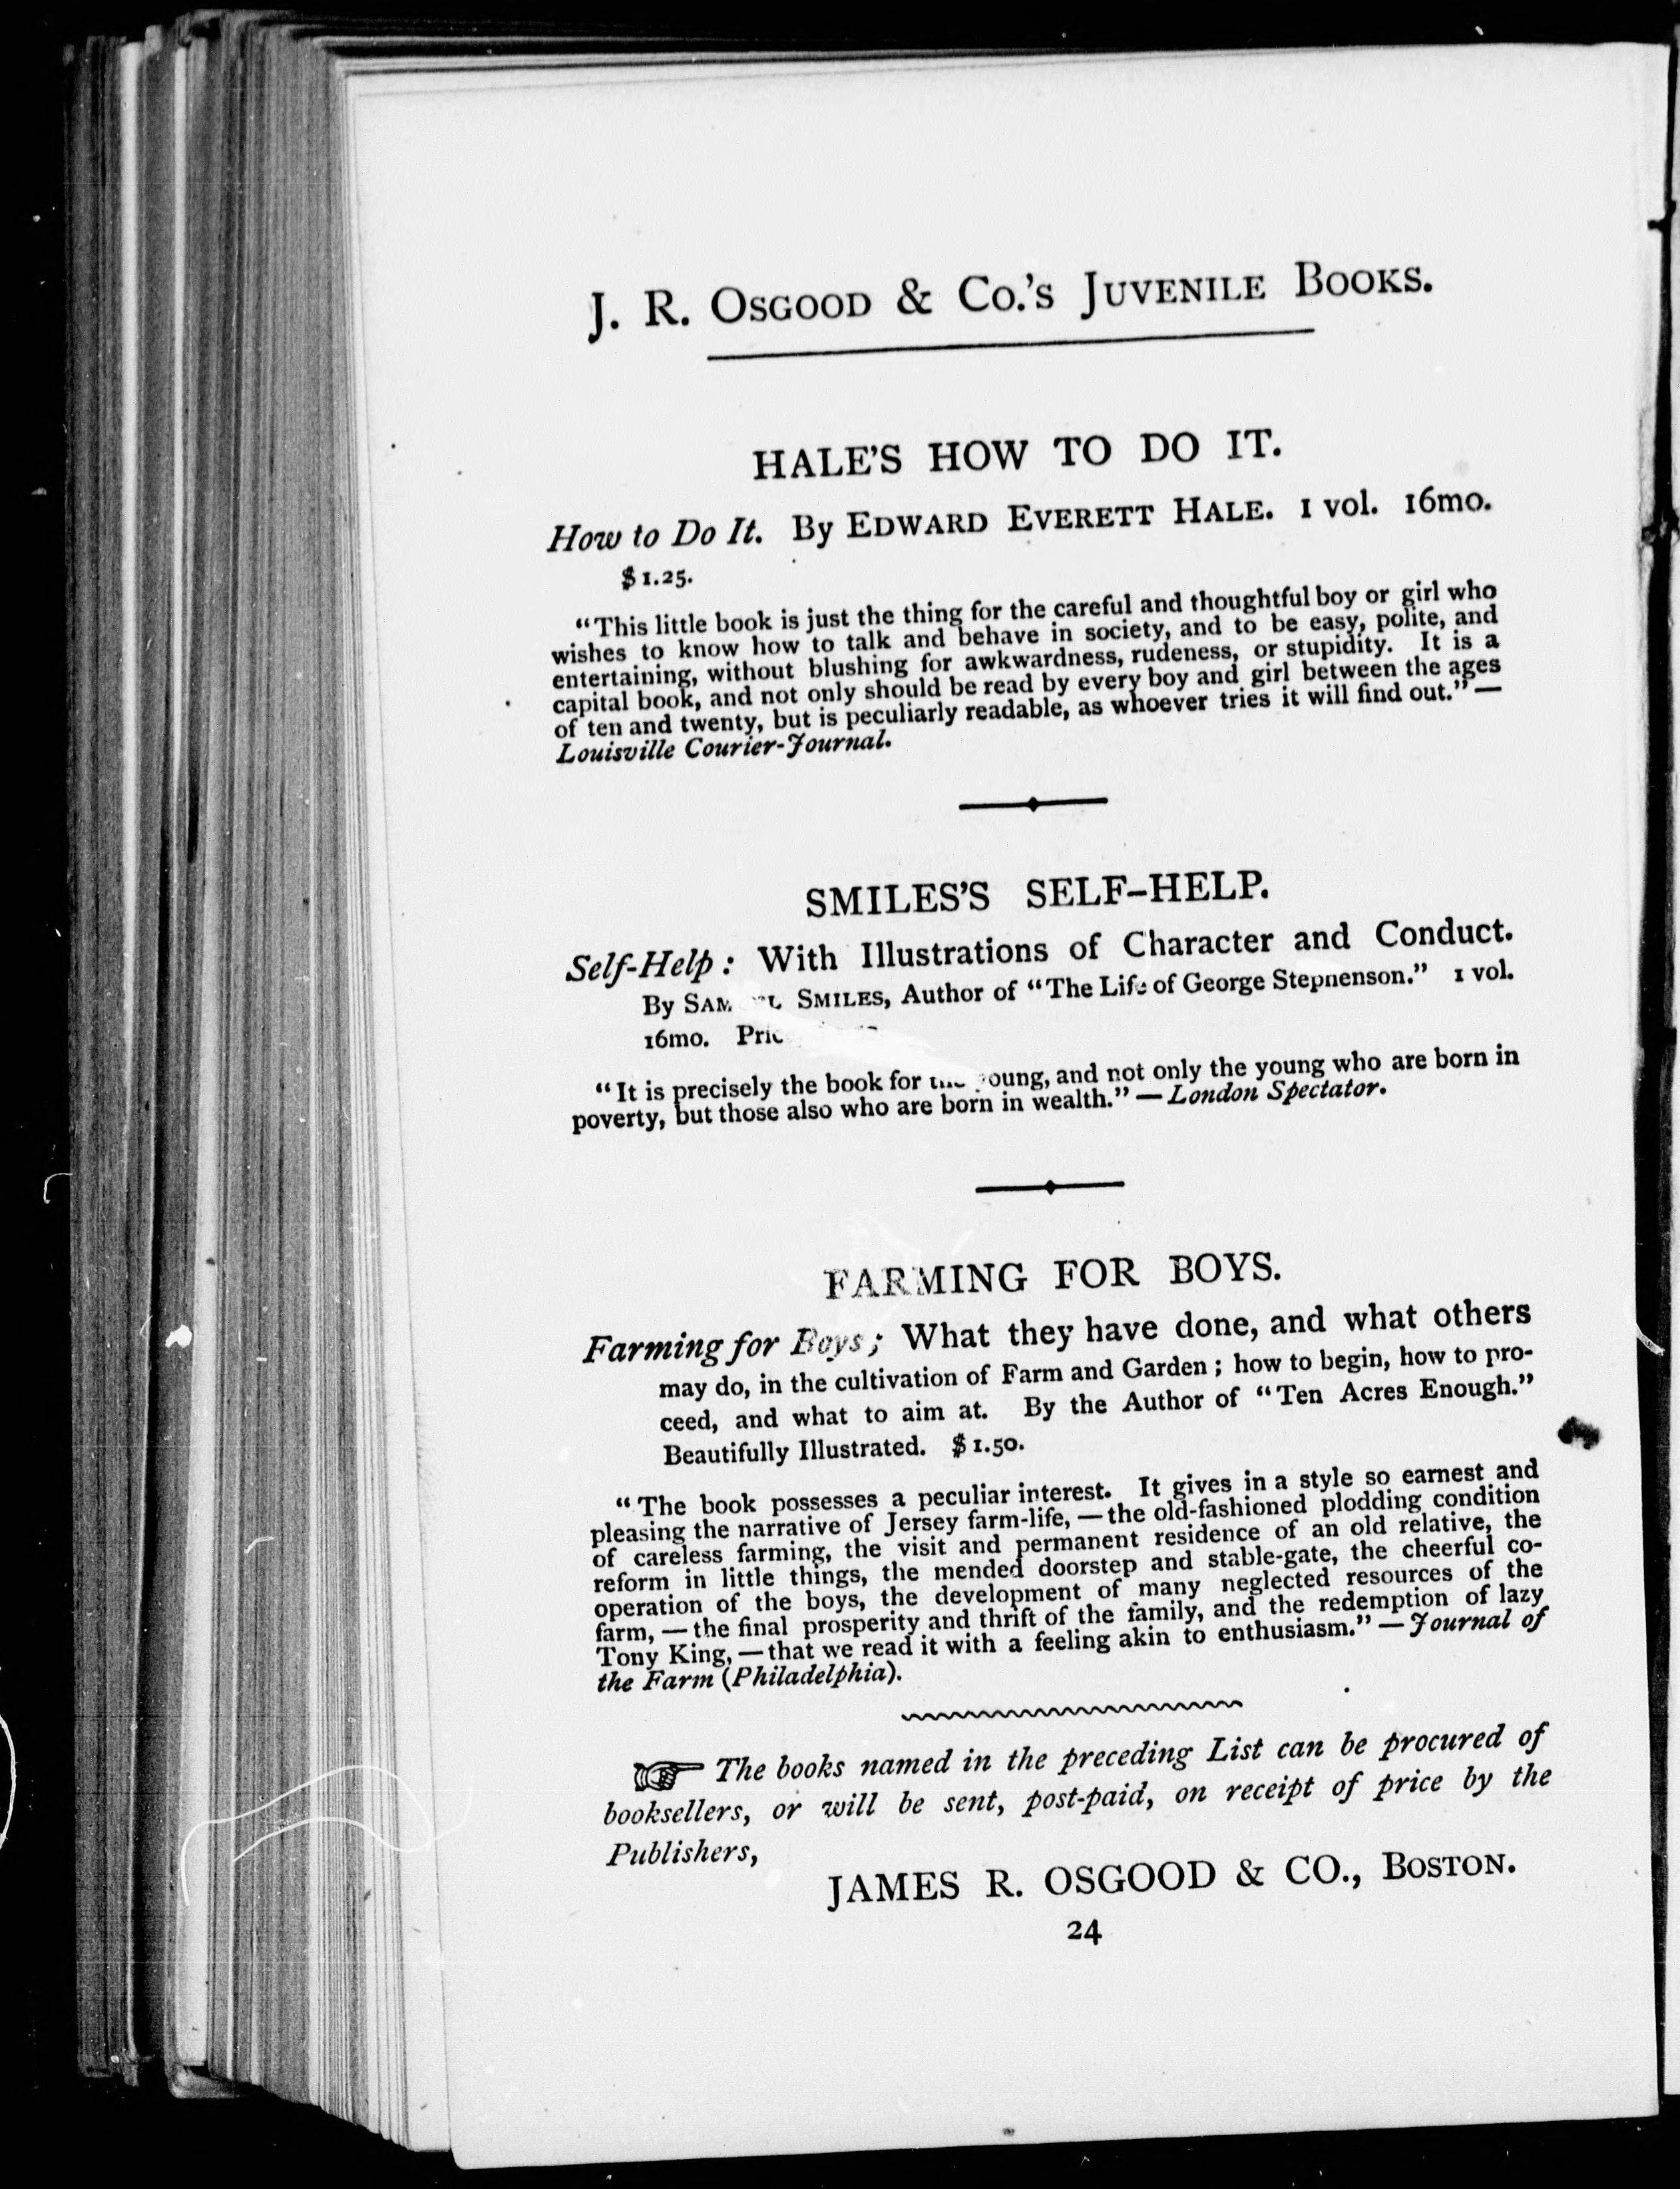 J. R. OSGOOD & CO.'S JUVENILE BOOKS.
HALE'S HOW TO DO IT.
How to Do It. By EDWARD EVERETT HALE. 1 vol. 16mo.
$1.25.
“This little book is just the thing for the careful and thoughtful boy or girl who
wishes to know how to talk and behave in society, and to be easy, polite, and
entertaining, without blushing for awkwardness, rudeness, or stupidity. It is a
capital book, and not only should be read by every boy and girl between the ages
of ten and twenty, but is peculiarly readable, as whoever tries it will find out.” —
Louisville Courier-Journal.
SMILES'S SELF-HELP.
Self-Help: With Illustrations of Character and Conduct.
By SMILES, Author of “The Life of George Stephenson.” 1 vol.
16mo.
“It is precisely the book for the young, and not only the young who are born in
poverty, but those also who are born in wealth.” — London Spectator.
FARMING FOR BOYS.
Farming for Boys; What they have done, and what others
may do, in the cultivation of Farm and Garden; how to begin, how to pro-
ceed, and what to aim at. By the Author of “Ten Acres Enough.”
Beautifully Illustrated. $1.50.
“The book possesses a peculiar interest. It gives in a style so earnest and
pleasing the narrative of Jersey farm-life, — the old-fashioned plodding condition
of careless farming, the visit and permanent residence of an old relative, the
reform in little things, the mended doorstep and stable-gate, the cheerful co-
operation of the boys, the development of many neglected resources of the
farm, — the final prosperity and thrift of the family, and the redemption of lazy
Tony King, — that we read it with a feeling akin to enthusiasm.” — Journal of
the Farm (Philadelphia).
☞ The books named in the preceding List can be procured of
booksellers, or will be sent, post-paid, on receipt of price by the
Publishers,
JAMES R. OSGOOD & CO., BOSTON.
24